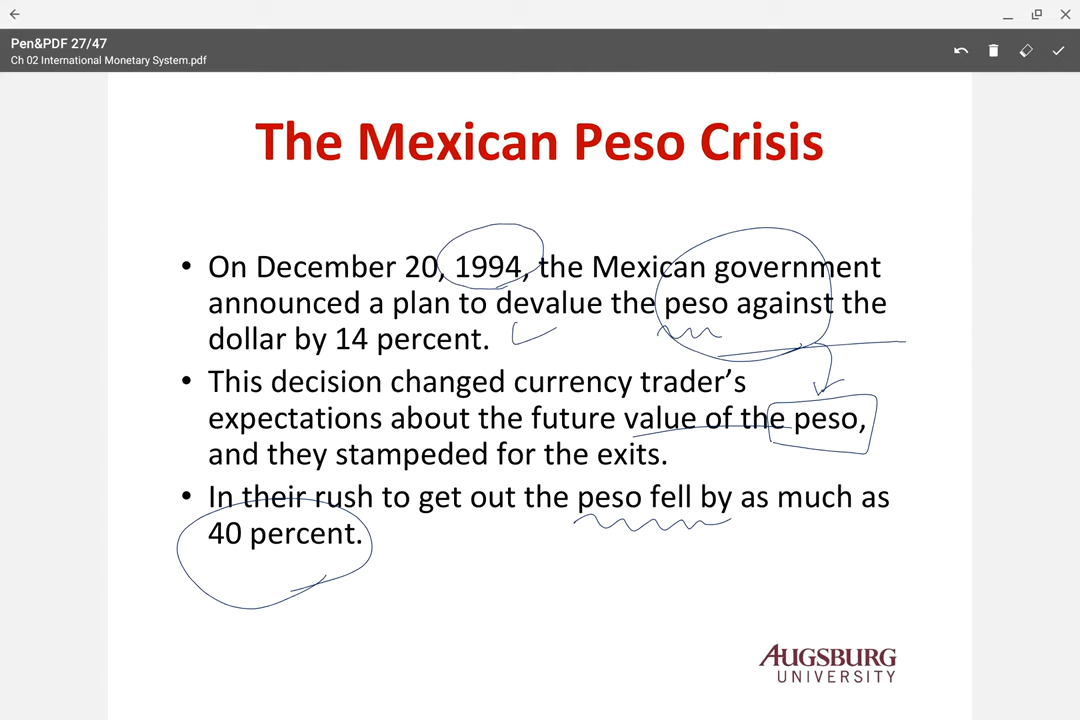 Pen&PDF 27/47
Ch 02 International Monetary System.pdf
The Mexican Peso Crisis
• On December 20, 1994, the Mexican government
announced a plan to devalue the peso against the
dollar by 14 percent.
• This decision changed currency trader’s
expectations about the future value of the peso,
and they stampeded for the exits.
• In their rush to get out the peso fell by as much as
40 percent.
AUGSBURG
UNIVERSITY